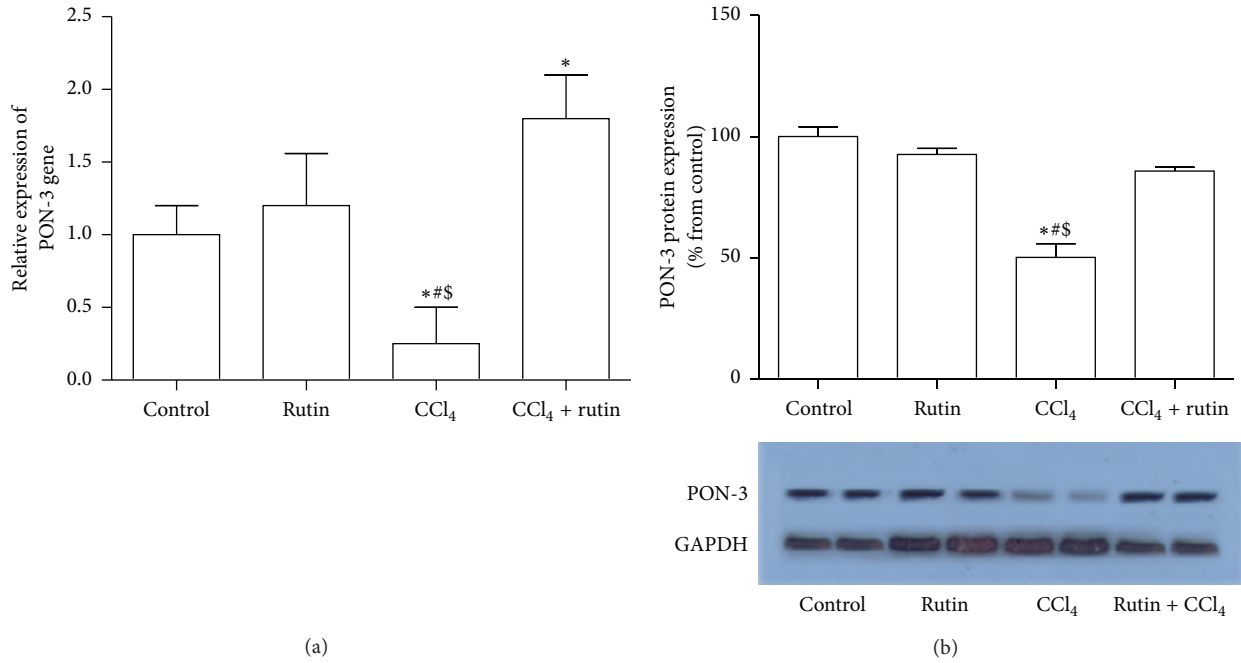 2.5
2.0
1.5
1.0
0.5
0.0
Relative expression of
PON-3 gene
*#$
*
Control Rutin CCl₄ CCl₄ + rutin
(a)
150
100
50
0
PON-3 protein expression
(% from control)
*#$
Control Rutin CCl₄ CCl₄ + rutin
PON-3
GAPDH
Control Rutin CCl₄ Rutin + CCl₄
(b)